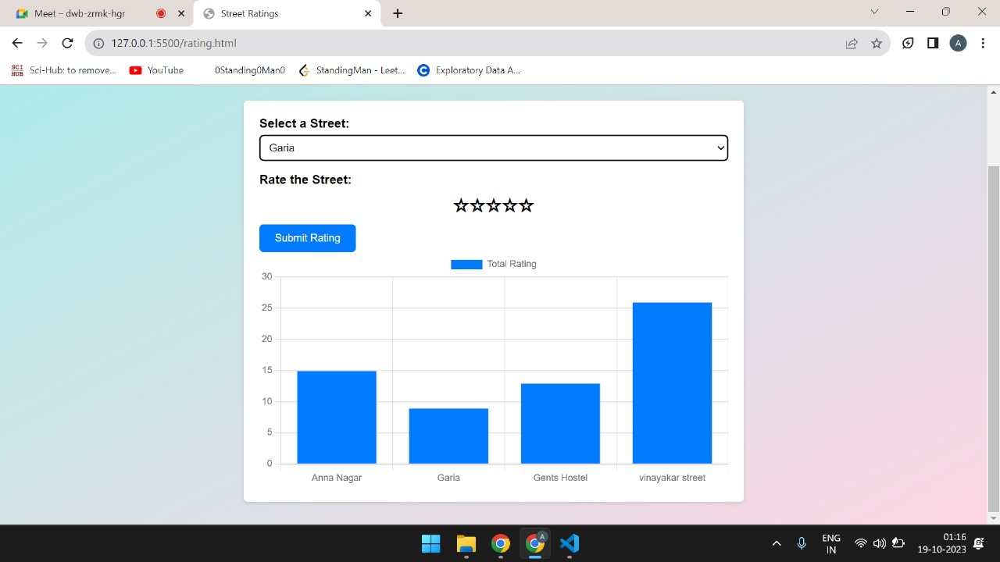 Meet – dwb-zrmk-hgr
Street Ratings
127.0.0.1:5500/rating.html
A
SCI HUB
Sci-Hub: to remove...
YouTube
0Standing0Man0
StandingMan - Leet...
C
Exploratory Data A...
Select a Street:
Garia
Rate the Street:
☆☆☆☆☆
Submit Rating
Total Rating
30
25
20
15
10
5
0
Anna Nagar
Garia
Gents Hostel
vinayakar street
A
ENG
IN
01:16
19-10-2023